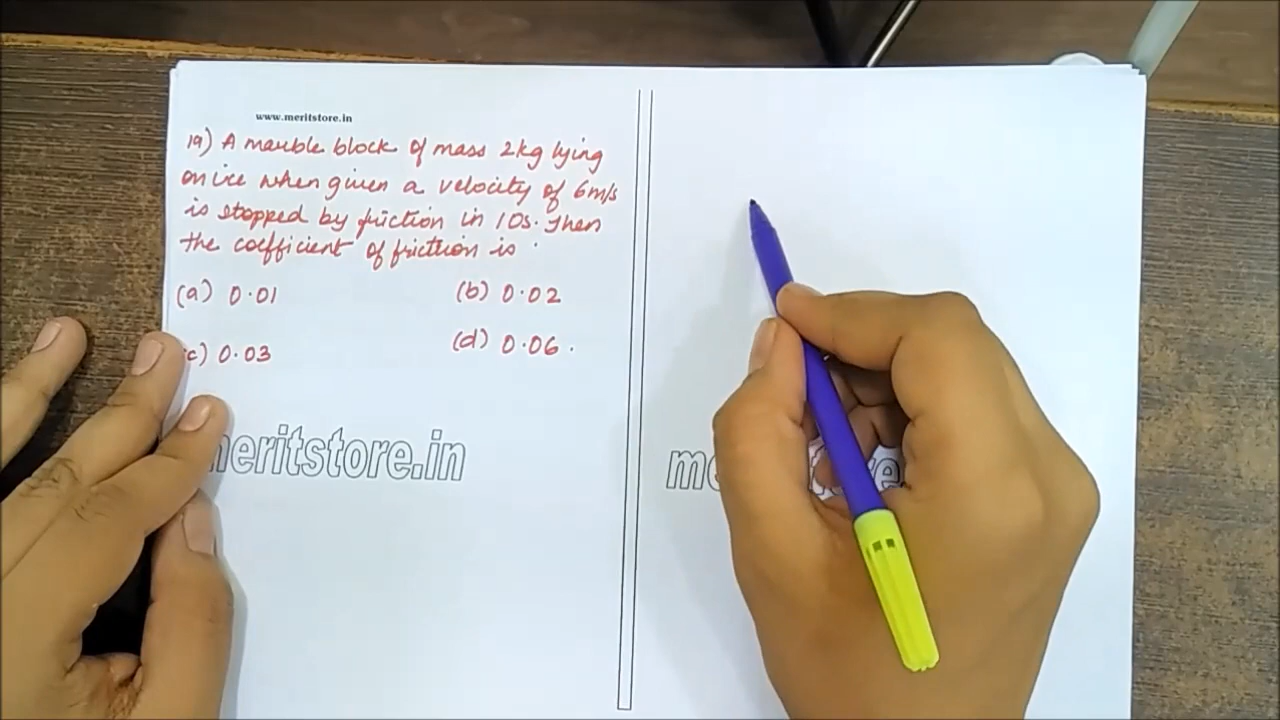 www.meritstore.in
19) A marble block of mass 2kg lying
on ice when given a velocity of 6m/s
is stopped by friction in 10s. Then
the coefficient of friction is
(a) 0.01 (b) 0.02
c) 0.03 (d) 0.06.
meritstore.in